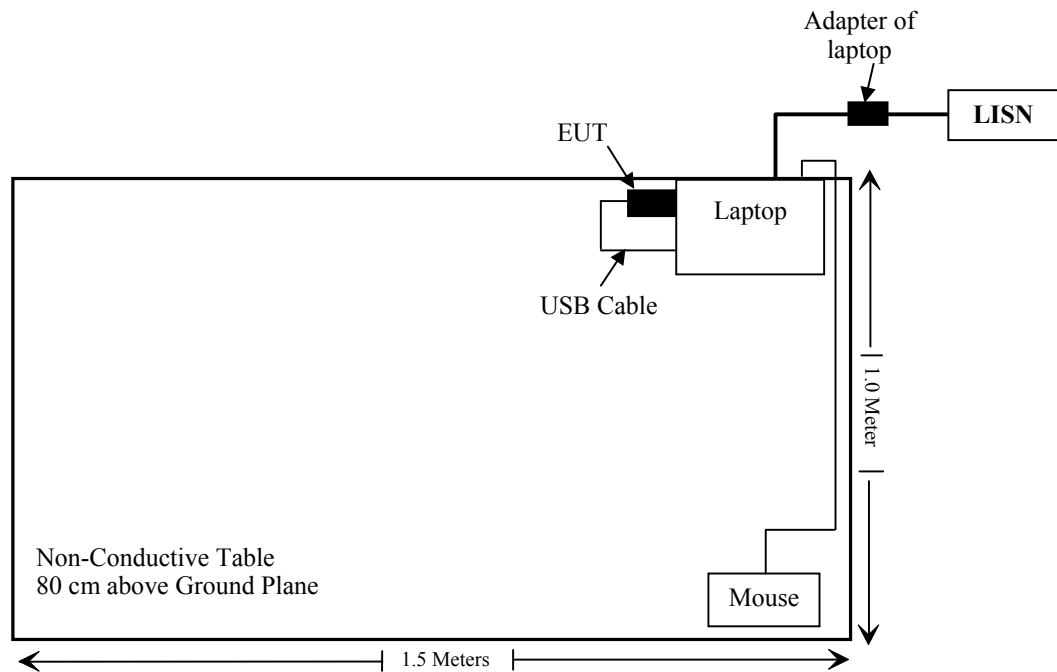 Adapter of
laptop
LISN
EUT
Laptop
USB Cable
1.0 Meter
Non-Conductive Table
80 cm above Ground Plane
Mouse
1.5 Meters